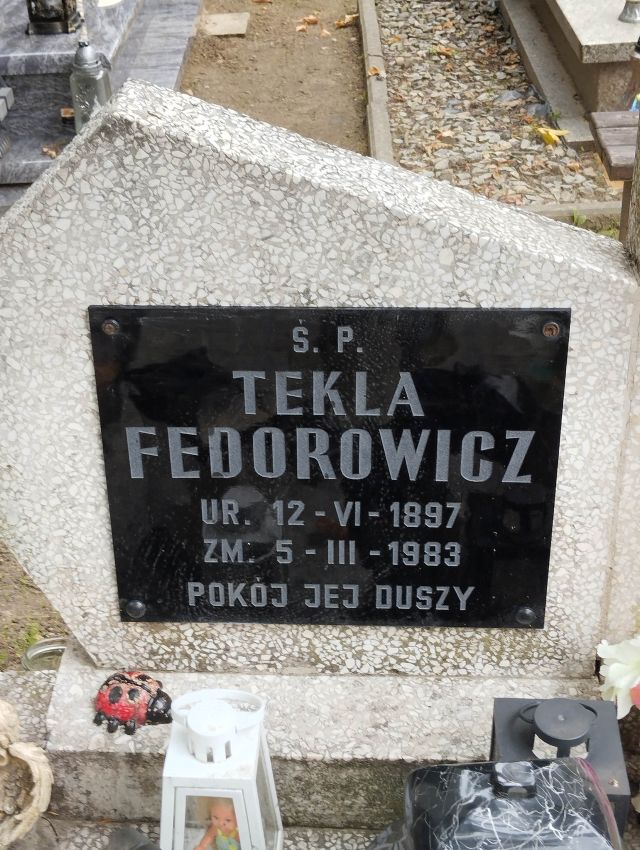 Ś. P.
TEKLA
FEDOROWICZ
UR. 12-VI-1897
ZM. 5-III-1983
POKÓJ JEJ DUSZY